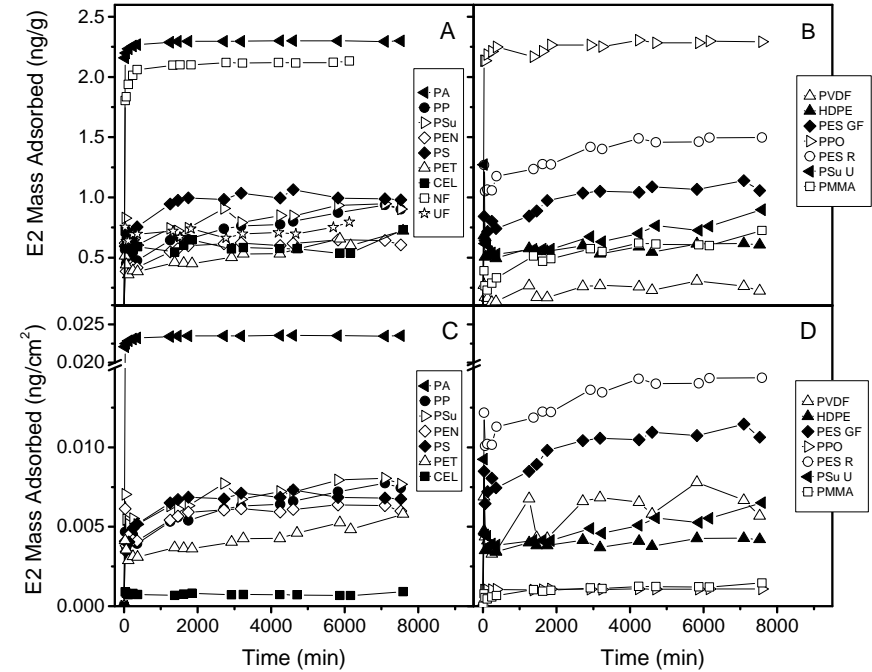 A
B
2.5
2.0
1.5
1.0
0.5
E2 Mass Adsorbed (ng/g)
PA
PP
PSu
PEN
PS
PET
CEL
NF
UF
PVDF
HDPE
PES GF
PPO
PES R
PSu U
PMMA
C
D
0.025
0.020
0.010
0.005
0.000
E2 Mass Adsorbed (ng/cm²)
PA
PP
PSu
PEN
PS
PET
CEL
PVDF
HDPE
PES GF
PPO
PES R
PSu U
PMMA
0 2000 4000 6000 8000
0 2000 4000 6000 8000
Time (min)
Time (min)